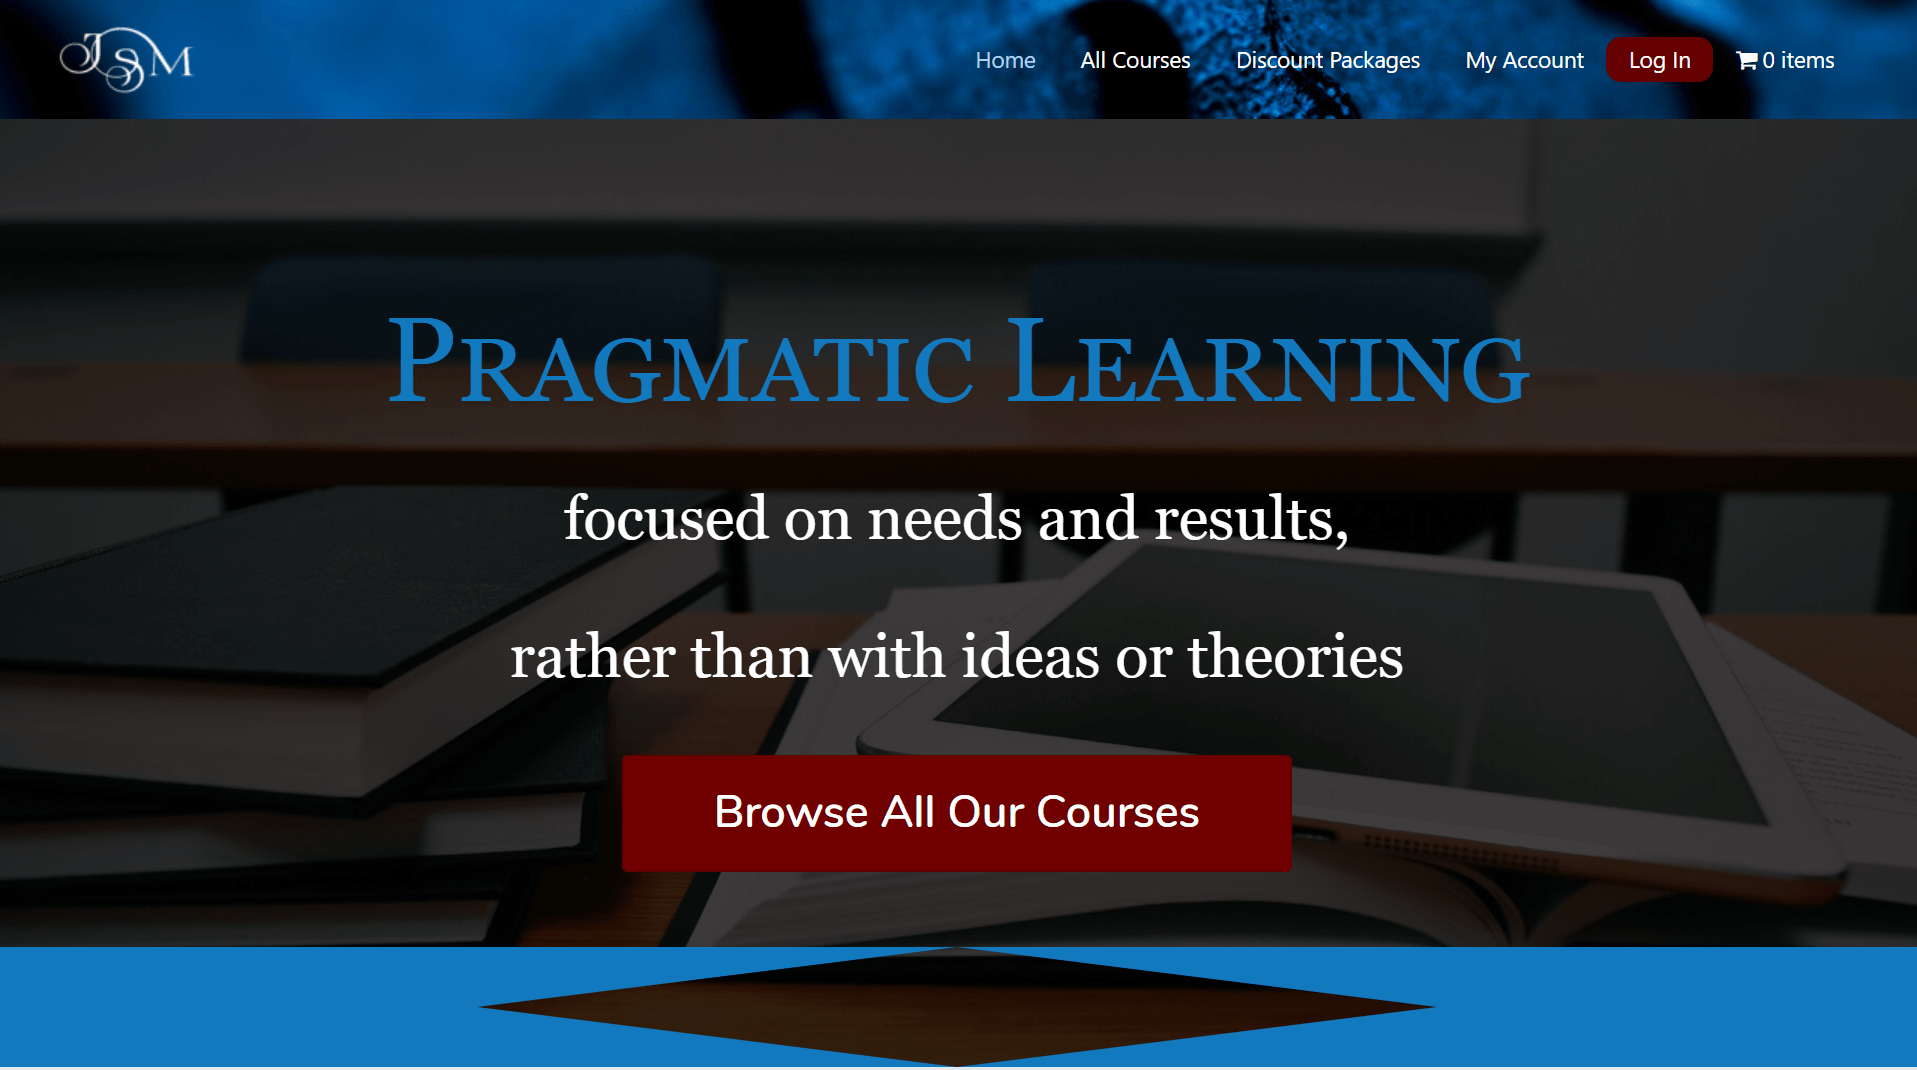 JSM
Home All Courses Discount Packages My Account Log In 0 items
Pragmatic Learning
focused on needs and results,
rather than with ideas or theories
Browse All Our Courses